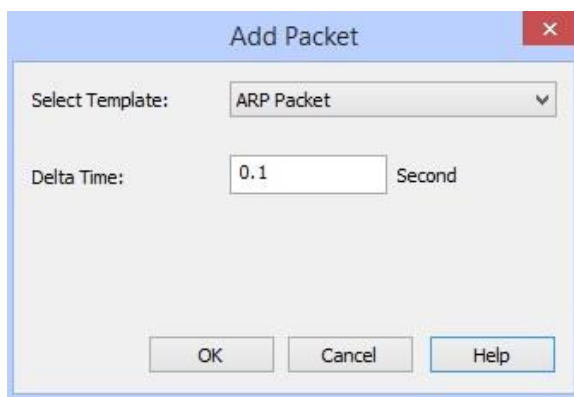 Add Packet
Select Template: ARP Packet
Delta Time: 0.1 Second
OK Cancel Help